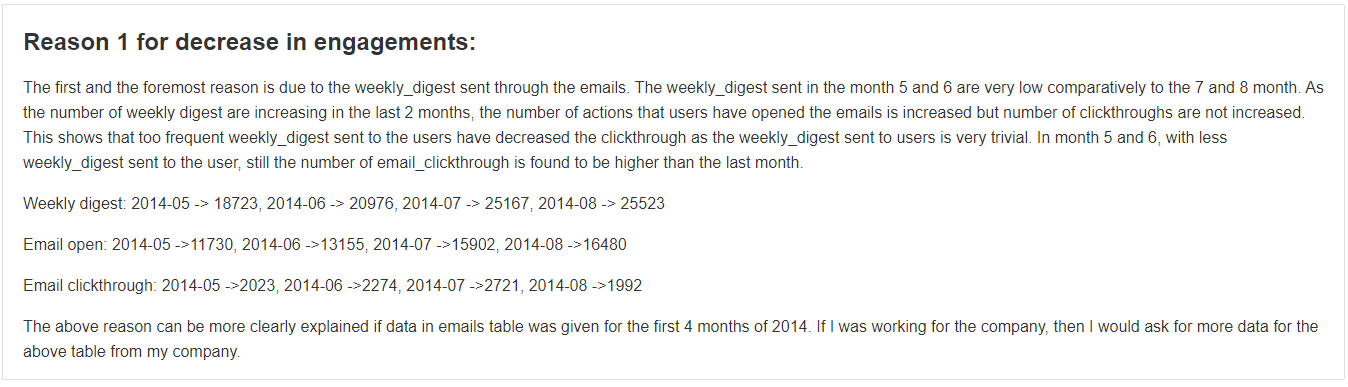 Reason 1 for decrease in engagements:
The first and the foremost reason is due to the weekly_digest sent through the emails. The weekly_digest sent in the month 5 and 6 are very low comparatively to the 7 and 8 month. As
the number of weekly digest are increasing in the last 2 months, the number of actions that users have opened the emails is increased but number of clickthroughs are not increased.
This shows that too frequent weekly_digest sent to the users have decreased the clickthrough as the weekly_digest sent to users is very trivial. In month 5 and 6, with less
weekly_digest sent to the user, still the number of email_clickthrough is found to be higher than the last month.
Weekly digest: 2014-05 -> 18723, 2014-06 -> 20976, 2014-07 -> 25167, 2014-08 -> 25523
Email open: 2014-05 ->11730, 2014-06 ->13155, 2014-07 ->15902, 2014-08 ->16480
Email clickthrough: 2014-05 ->2023, 2014-06 ->2274, 2014-07 ->2721, 2014-08 ->1992
The above reason can be more clearly explained if data in emails table was given for the first 4 months of 2014. If I was working for the company, then I would ask for more data for the
above table from my company.